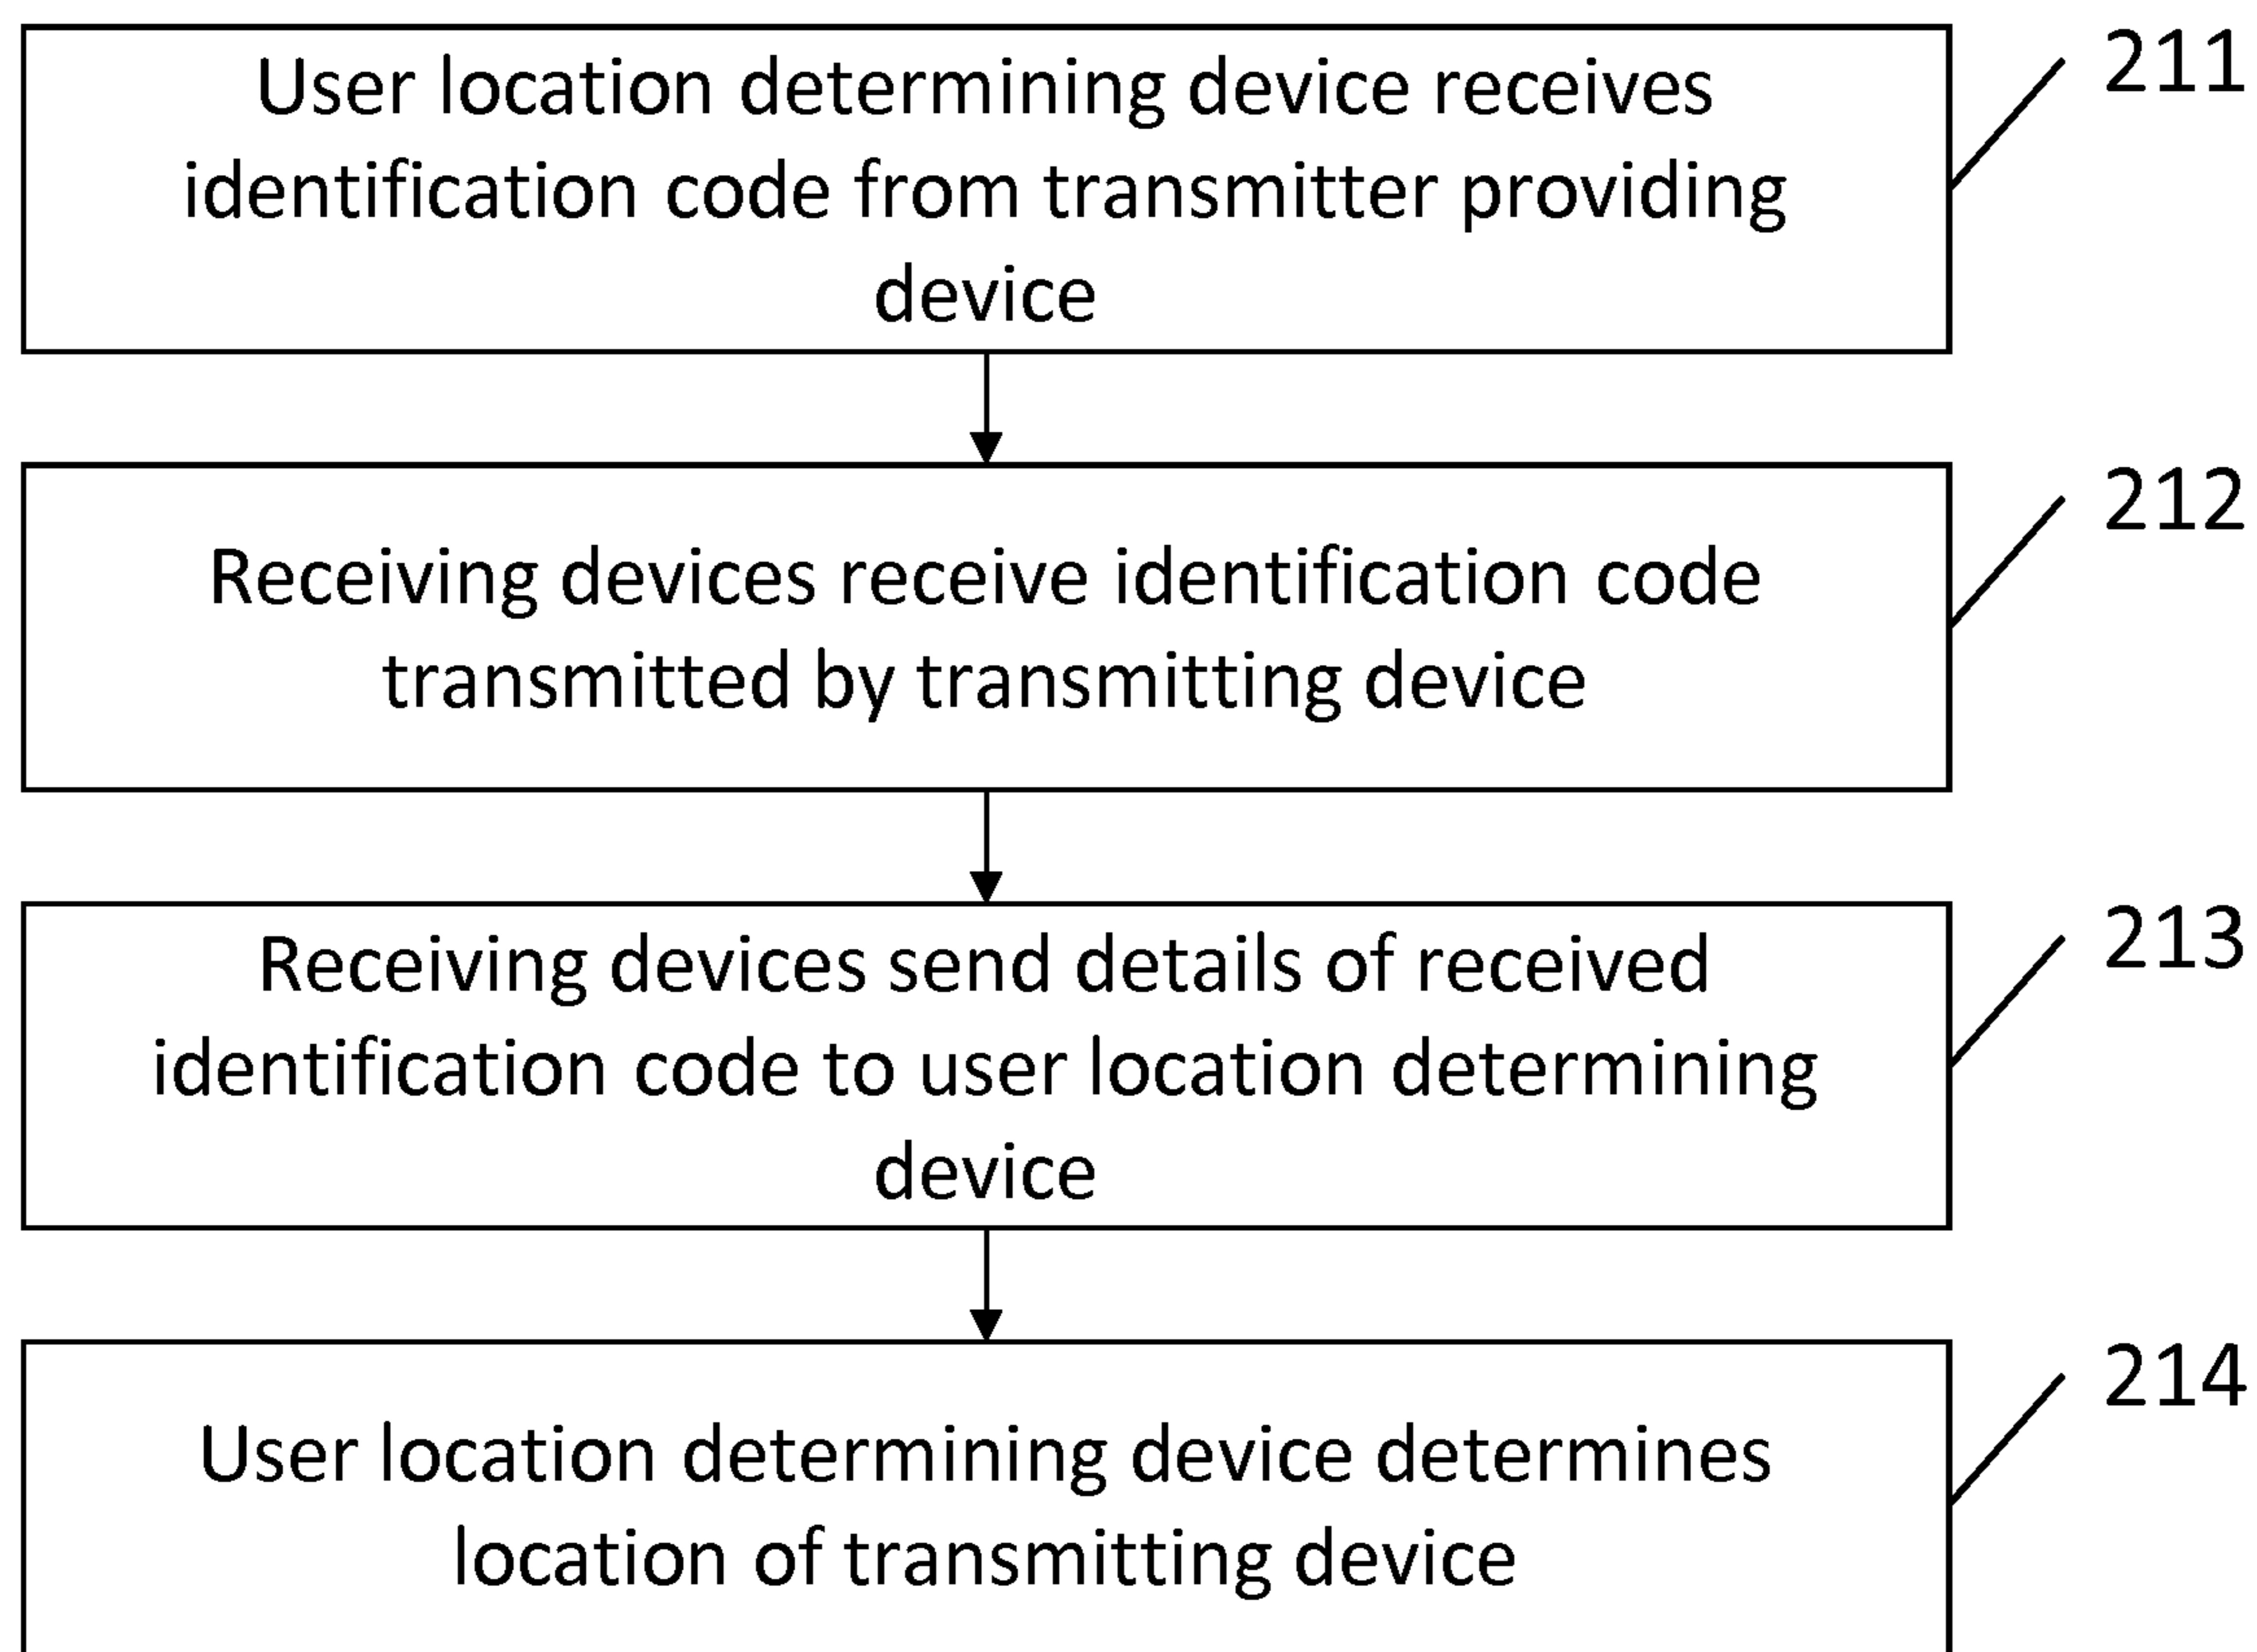 User location determining device receives
identification code from transmitter providing
device
211
Receiving devices receive identification code
transmitted by transmitting device
212
Receiving devices send details of received
identification code to user location determining
device
213
User location determining device determines
location of transmitting device
214